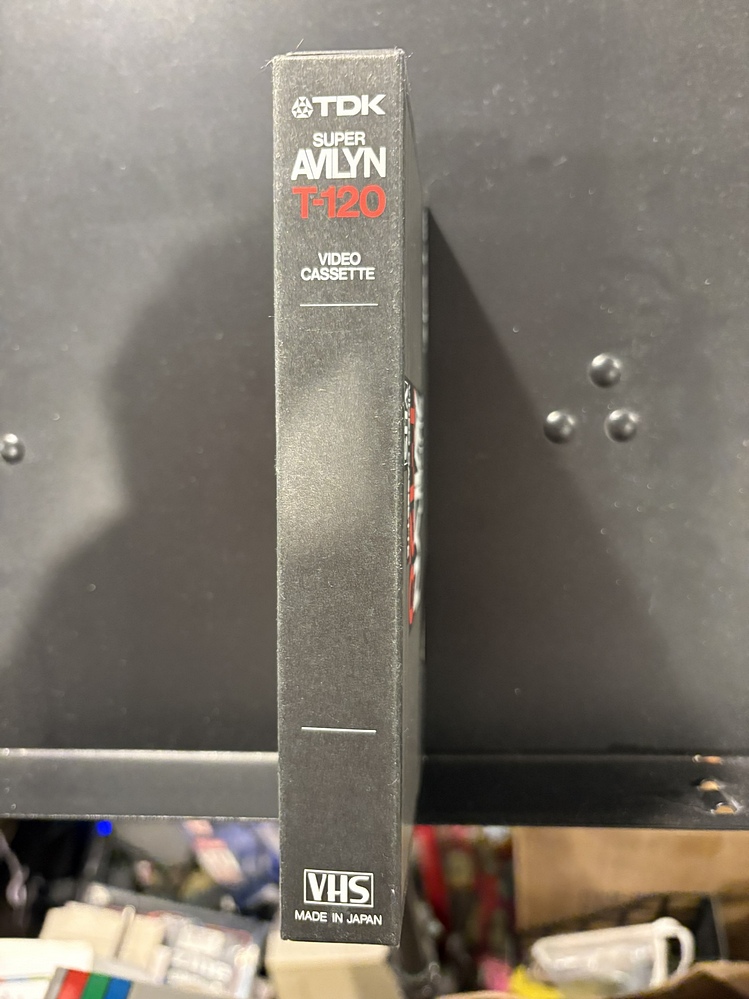 TDK
SUPER
AVILYN
T-120
VIDEO
CASSETTE
VHS
MADE IN JAPAN